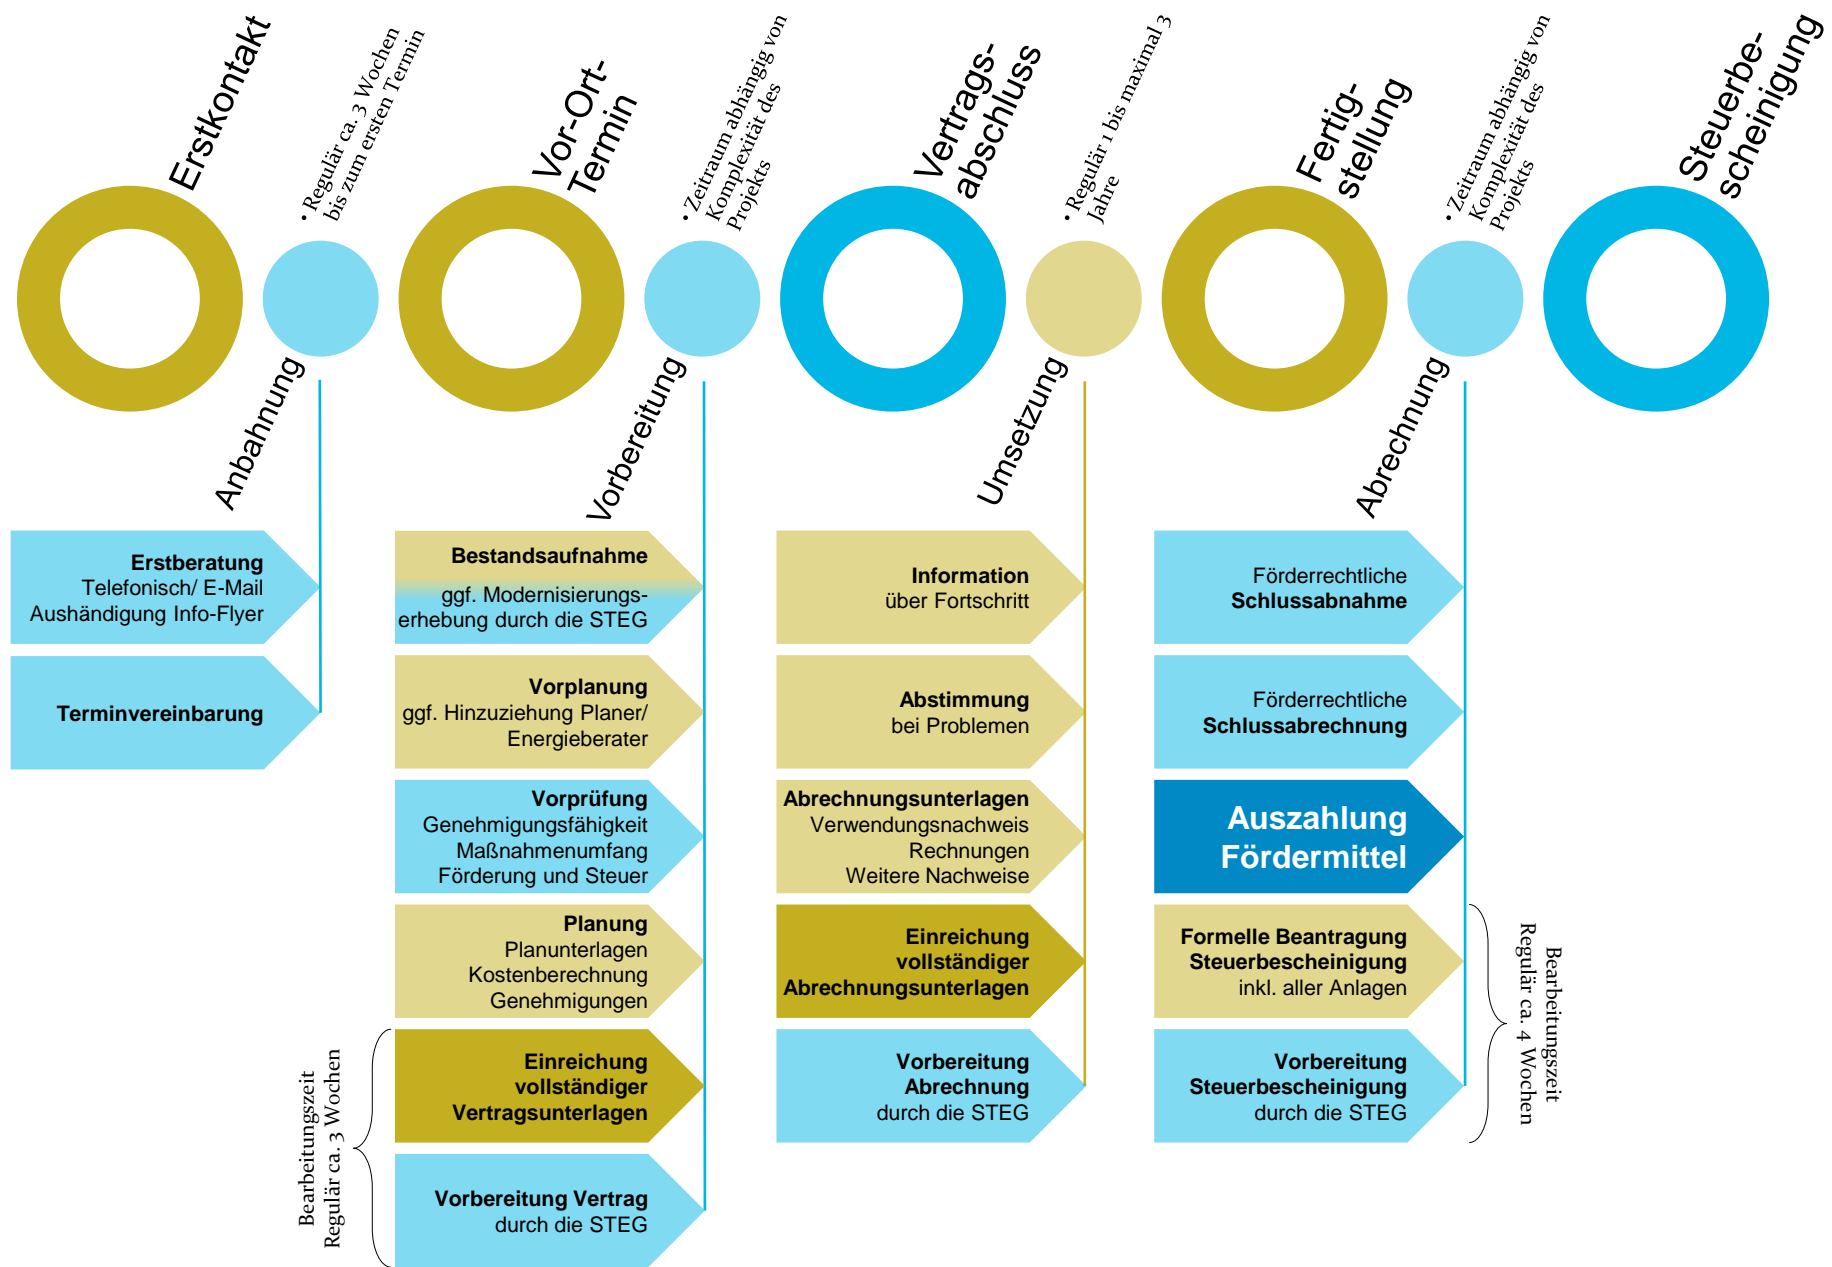 Erstkontakt
• Regulär ca. 3 Wochen
bis zum ersten Termin
Vor-Ort-
Termin
• Zeitraum abhängig von
Komplexität des
Projekts
Vertrags-
abschluss
• Regulär 1 bis maximal 3
Jahre
Fertig-
stellung
• Zeitraum abhängig von
Komplexität des
Projekts
Steuerbe-
scheinigung
Anbahnung
Erstberatung
Telefonisch/ E-Mail
Aushändigung Info-Flyer
Terminvereinbarung
Vorbereitung
Bestandsaufnahme
ggf. Modernisierungs-
erhebung durch die STEG
Vorplanung
ggf. Hinzuziehung Planer/
Energieberater
Vorprüfung
Genehmigungsfähigkeit
Maßnahmenumfang
Förderung und Steuer
Planung
Planunterlagen
Kostenberechnung
Genehmigungen
Einreichung
vollständiger
Vertragsunterlagen
Vorbereitung Vertrag
durch die STEG
Bearbeitungszeit
Regulär ca. 3 Wochen
Umsetzung
Information
über Fortschritt
Abstimmung
bei Problemen
Abrechnungsunterlagen
Verwendungsnachweis
Rechnungen
Weitere Nachweise
Einreichung
vollständiger
Abrechnungsunterlagen
Vorbereitung
Abrechnung
durch die STEG
Abrechnung
Förderrechtliche
Schlussabnahme
Förderrechtliche
Schlussabrechnung
Auszahlung
Fördermittel
Formelle Beantragung
Steuerbescheinigung
inkl. aller Anlagen
Vorbereitung
Steuerbescheinigung
durch die STEG
Bearbeitungszeit
Regulär ca. 4 Wochen